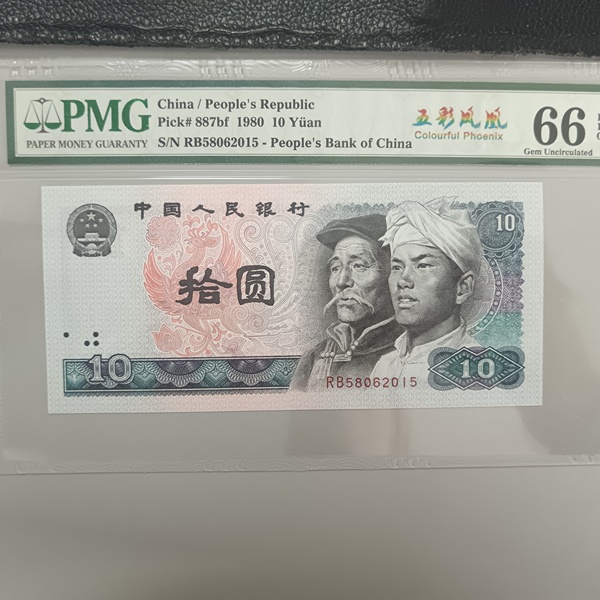 PMG
PAPER MONEY GUARANTY
China / People's Republic
Pick# 887bf 1980 10 Yüan
S/N RB58062015 - People's Bank of China
五彩凤凰
Colourful Phoenix
66
Gem Uncirculated
中国人民银行
10
拾圆
10
RB58062015
10